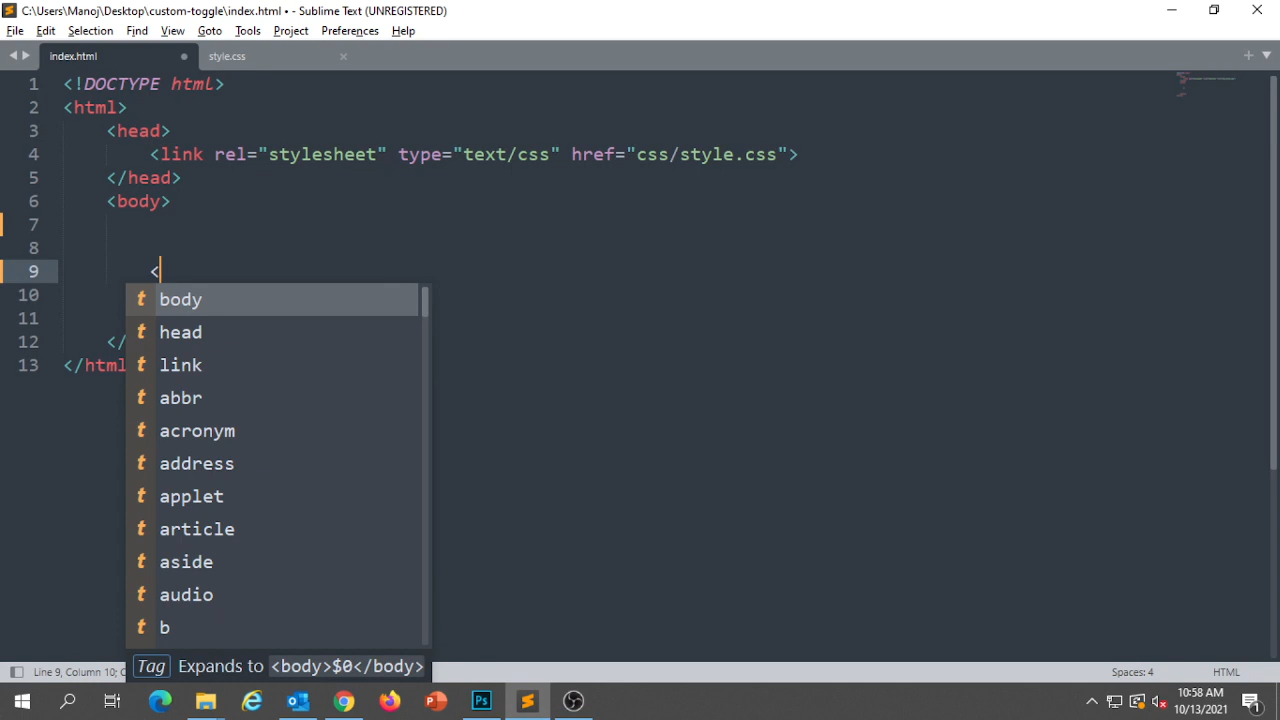 C:\Users\Manoj\Desktop\custom-toggle\index.html • - Sublime Text (UNREGISTERED)
File Edit Selection Find View Goto Tools Project Preferences Help
index.html style.css
1 <!DOCTYPE html>
2 <html>
3 <head>
4 <link rel="stylesheet" type="text/css" href="css/style.css">
5 </head>
6 <body>
7
8
9 <
10
11
12 </
13 </html
t body
t head
t link
t abbr
t acronym
t address
t applet
t article
t aside
t audio
t b
Tag Expands to <body>$0</body>
Line 9, Column 10; C
Spaces: 4 HTML
10:58 AM
10/13/2021